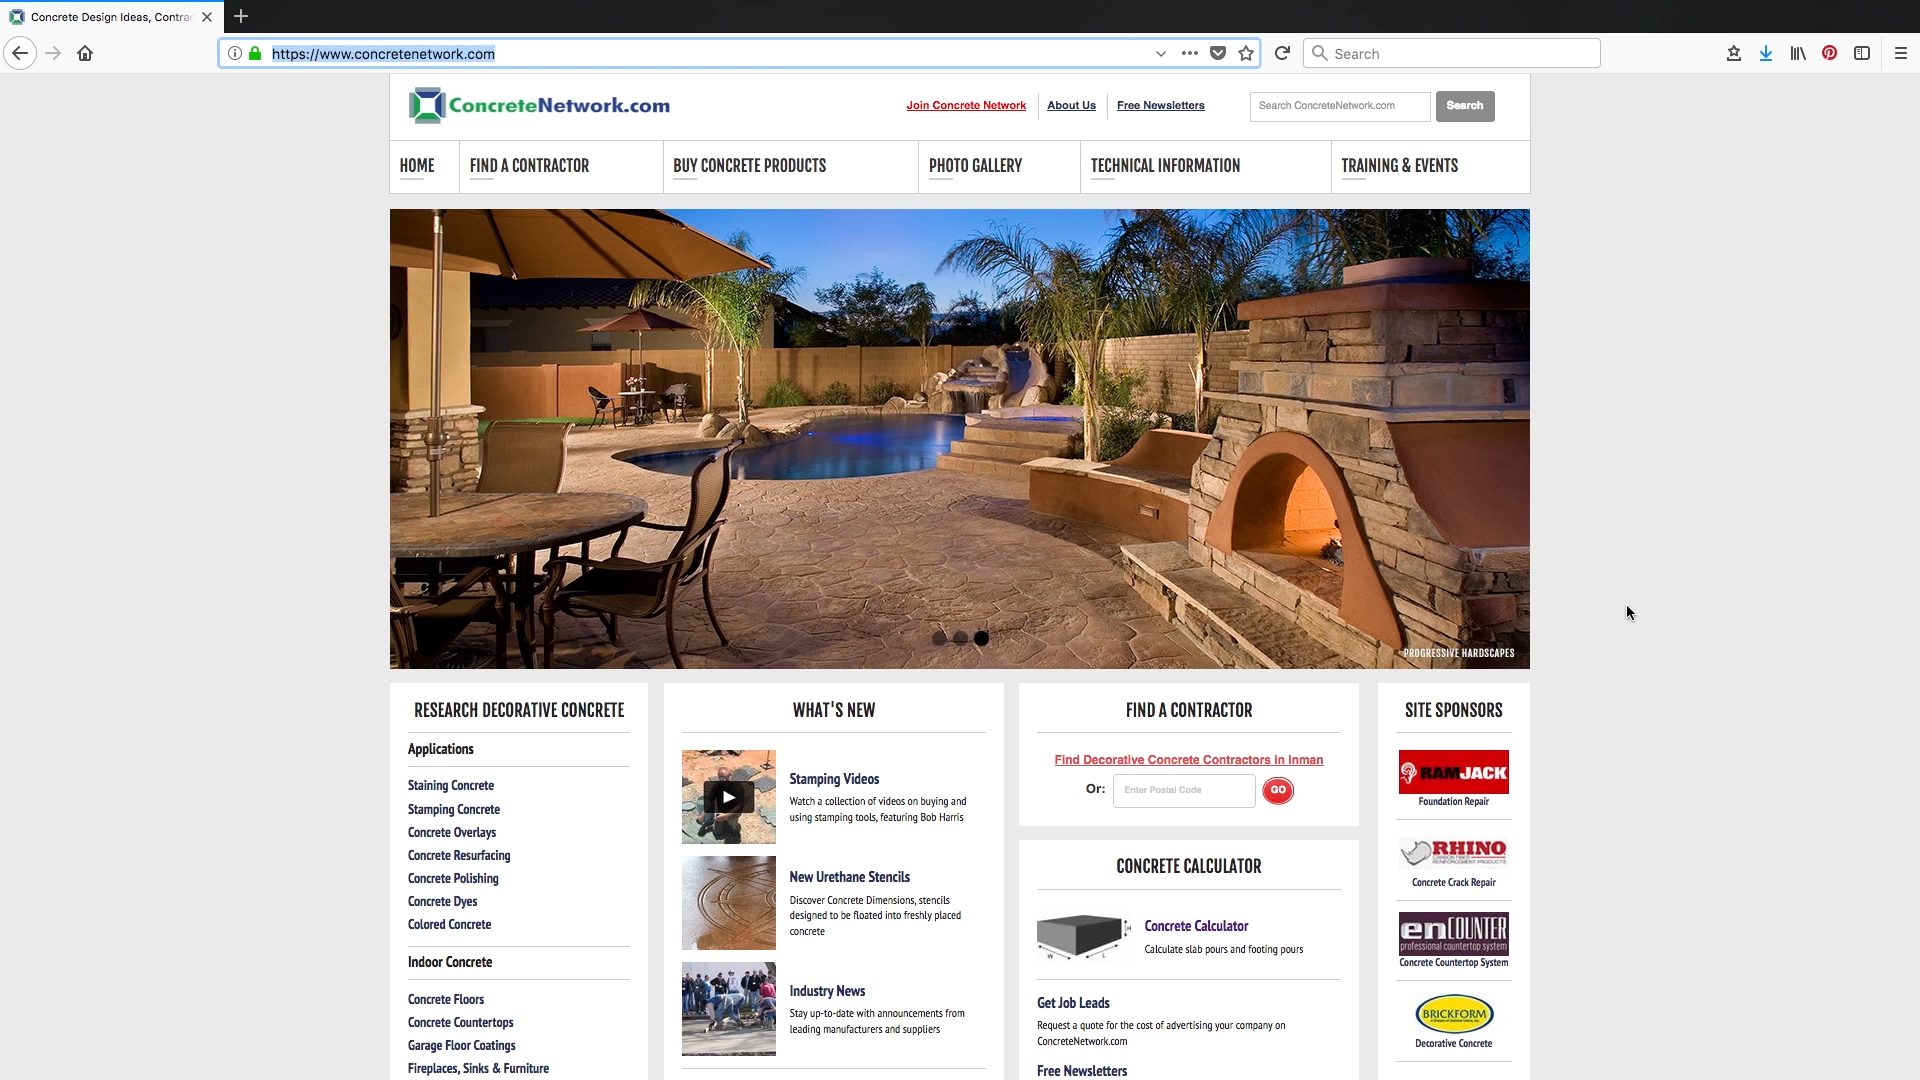 Concrete Design Ideas, Contra
https://www.concretenetwork.com
Search
ConcreteNetwork.com
Join Concrete Network
About Us
Free Newsletters
Search ConcreteNetwork.com
Search
HOME
FIND A CONTRACTOR
BUY CONCRETE PRODUCTS
PHOTO GALLERY
TECHNICAL INFORMATION
TRAINING & EVENTS
PROGRESSIVE HARDSCAPES
RESEARCH DECORATIVE CONCRETE
Applications
Staining Concrete
Stamping Concrete
Concrete Overlays
Concrete Resurfacing
Concrete Polishing
Concrete Dyes
Colored Concrete
Indoor Concrete
Concrete Floors
Concrete Countertops
Garage Floor Coatings
Fireplaces, Sinks & Furniture
WHAT'S NEW
Stamping Videos
Watch a collection of videos on buying and
using stamping tools, featuring Bob Harris
New Urethane Stencils
Discover Concrete Dimensions, stencils
designed to be floated into freshly placed
concrete
Industry News
Stay up-to-date with announcements from
leading manufacturers and suppliers
FIND A CONTRACTOR
Find Decorative Concrete Contractors in Inman
Or:
Enter Postal Code
GO
CONCRETE CALCULATOR
W
L
H
Concrete Calculator
Calculate slab pours and footing pours
Get Job Leads
Request a quote for the cost of advertising your company on
ConcreteNetwork.com
Free Newsletters
SITE SPONSORS
RAMJACK
Foundation Repair
RHINO
CARBON FIBER
REINFORCEMENT PRODUCTS
Concrete Crack Repair
enCOUNTER
professional countertop system
Concrete Countertop System
BRICKFORM
Decorative Concrete